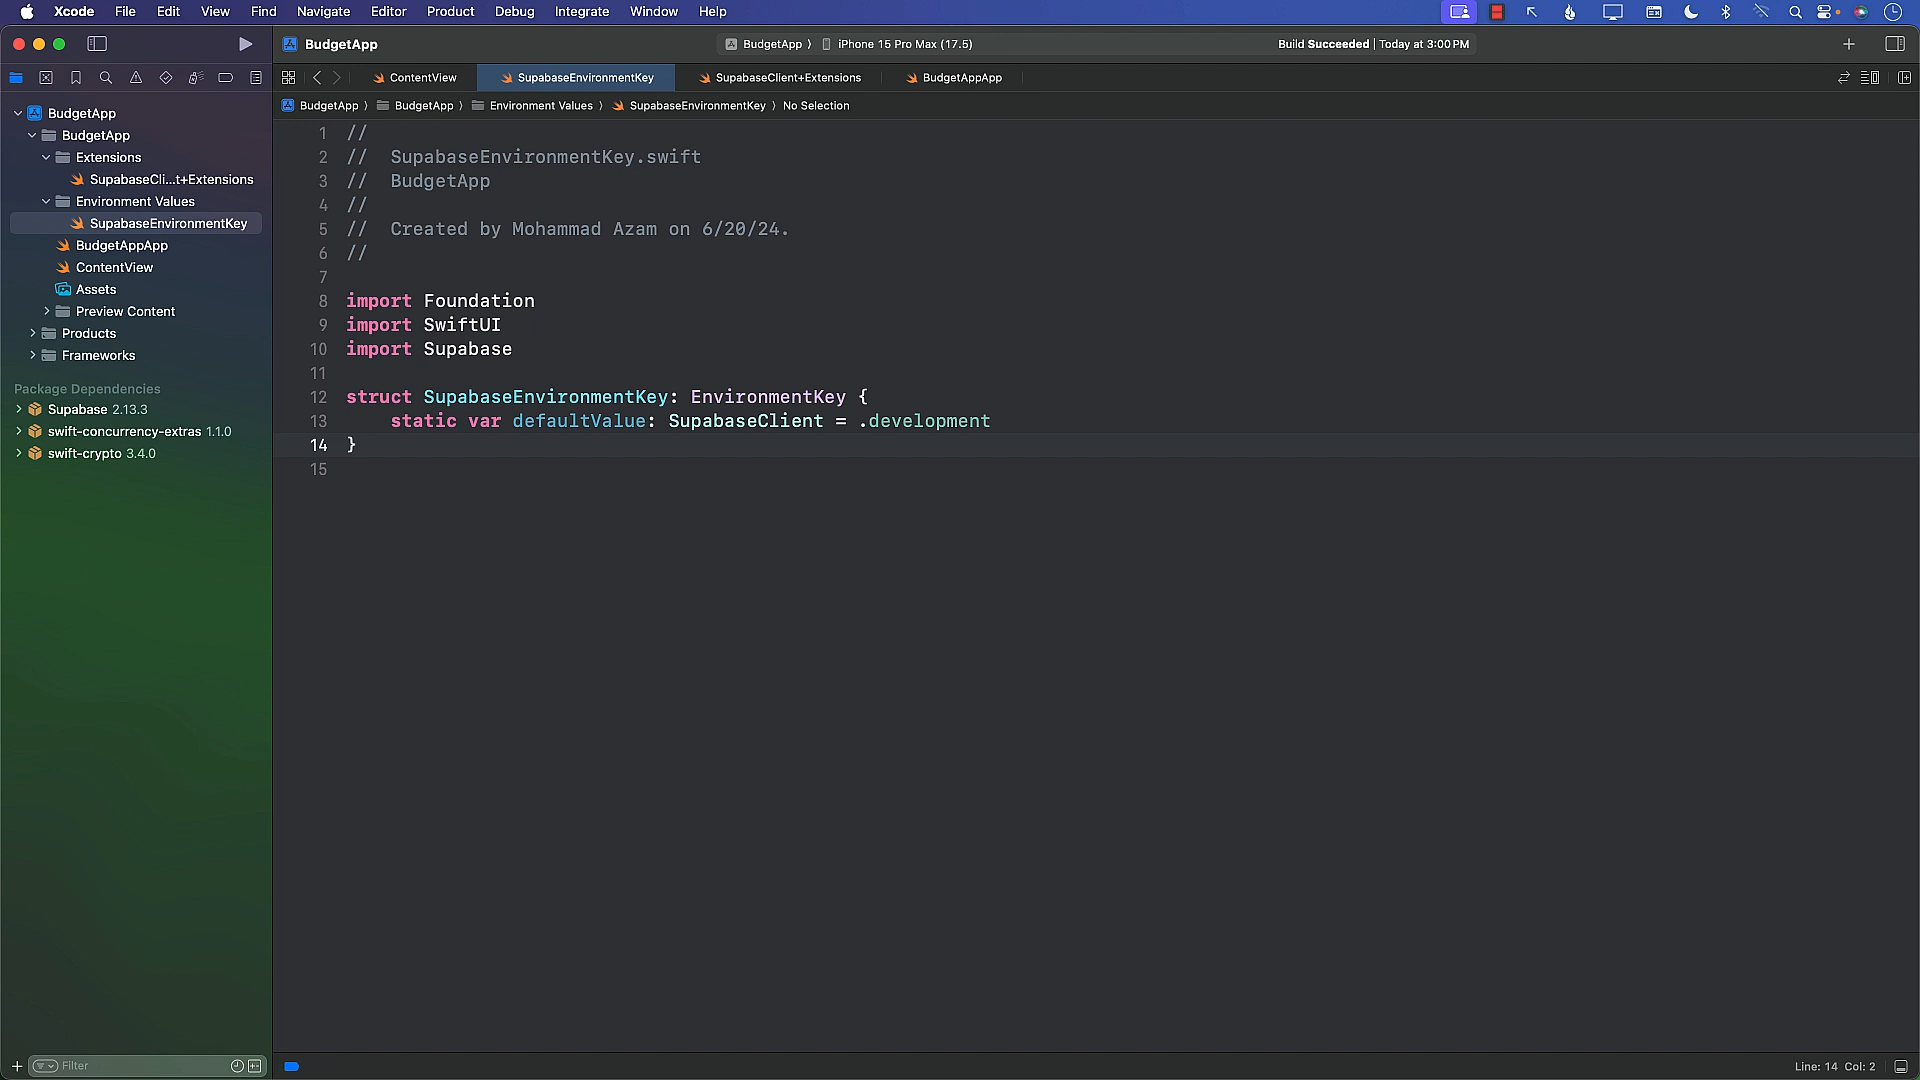 Xcode File Edit View Find Navigate Editor Product Debug Integrate Window Help
BudgetApp
BudgetApp ⟩ iPhone 15 Pro Max (17.5)
Build Succeeded | Today at 3:00 PM
ContentView
SupabaseEnvironmentKey
SupabaseClient+Extensions
BudgetAppApp
BudgetApp ⟩ BudgetApp ⟩ Environment Values ⟩ SupabaseEnvironmentKey ⟩ No Selection
BudgetApp
BudgetApp
Extensions
SupabaseCli...t+Extensions
Environment Values
SupabaseEnvironmentKey
BudgetAppApp
ContentView
Assets
Preview Content
Products
Frameworks
Package Dependencies
Supabase 2.13.3
swift-concurrency-extras 1.1.0
swift-crypto 3.4.0
Filter
1 //
2 //  SupabaseEnvironmentKey.swift
3 //  BudgetApp
4 //
5 //  Created by Mohammad Azam on 6/20/24.
6 //
7
8 import Foundation
9 import SwiftUI
10 import Supabase
11
12 struct SupabaseEnvironmentKey: EnvironmentKey {
13     static var defaultValue: SupabaseClient = .development
14 }
15
Line: 14 Col: 2